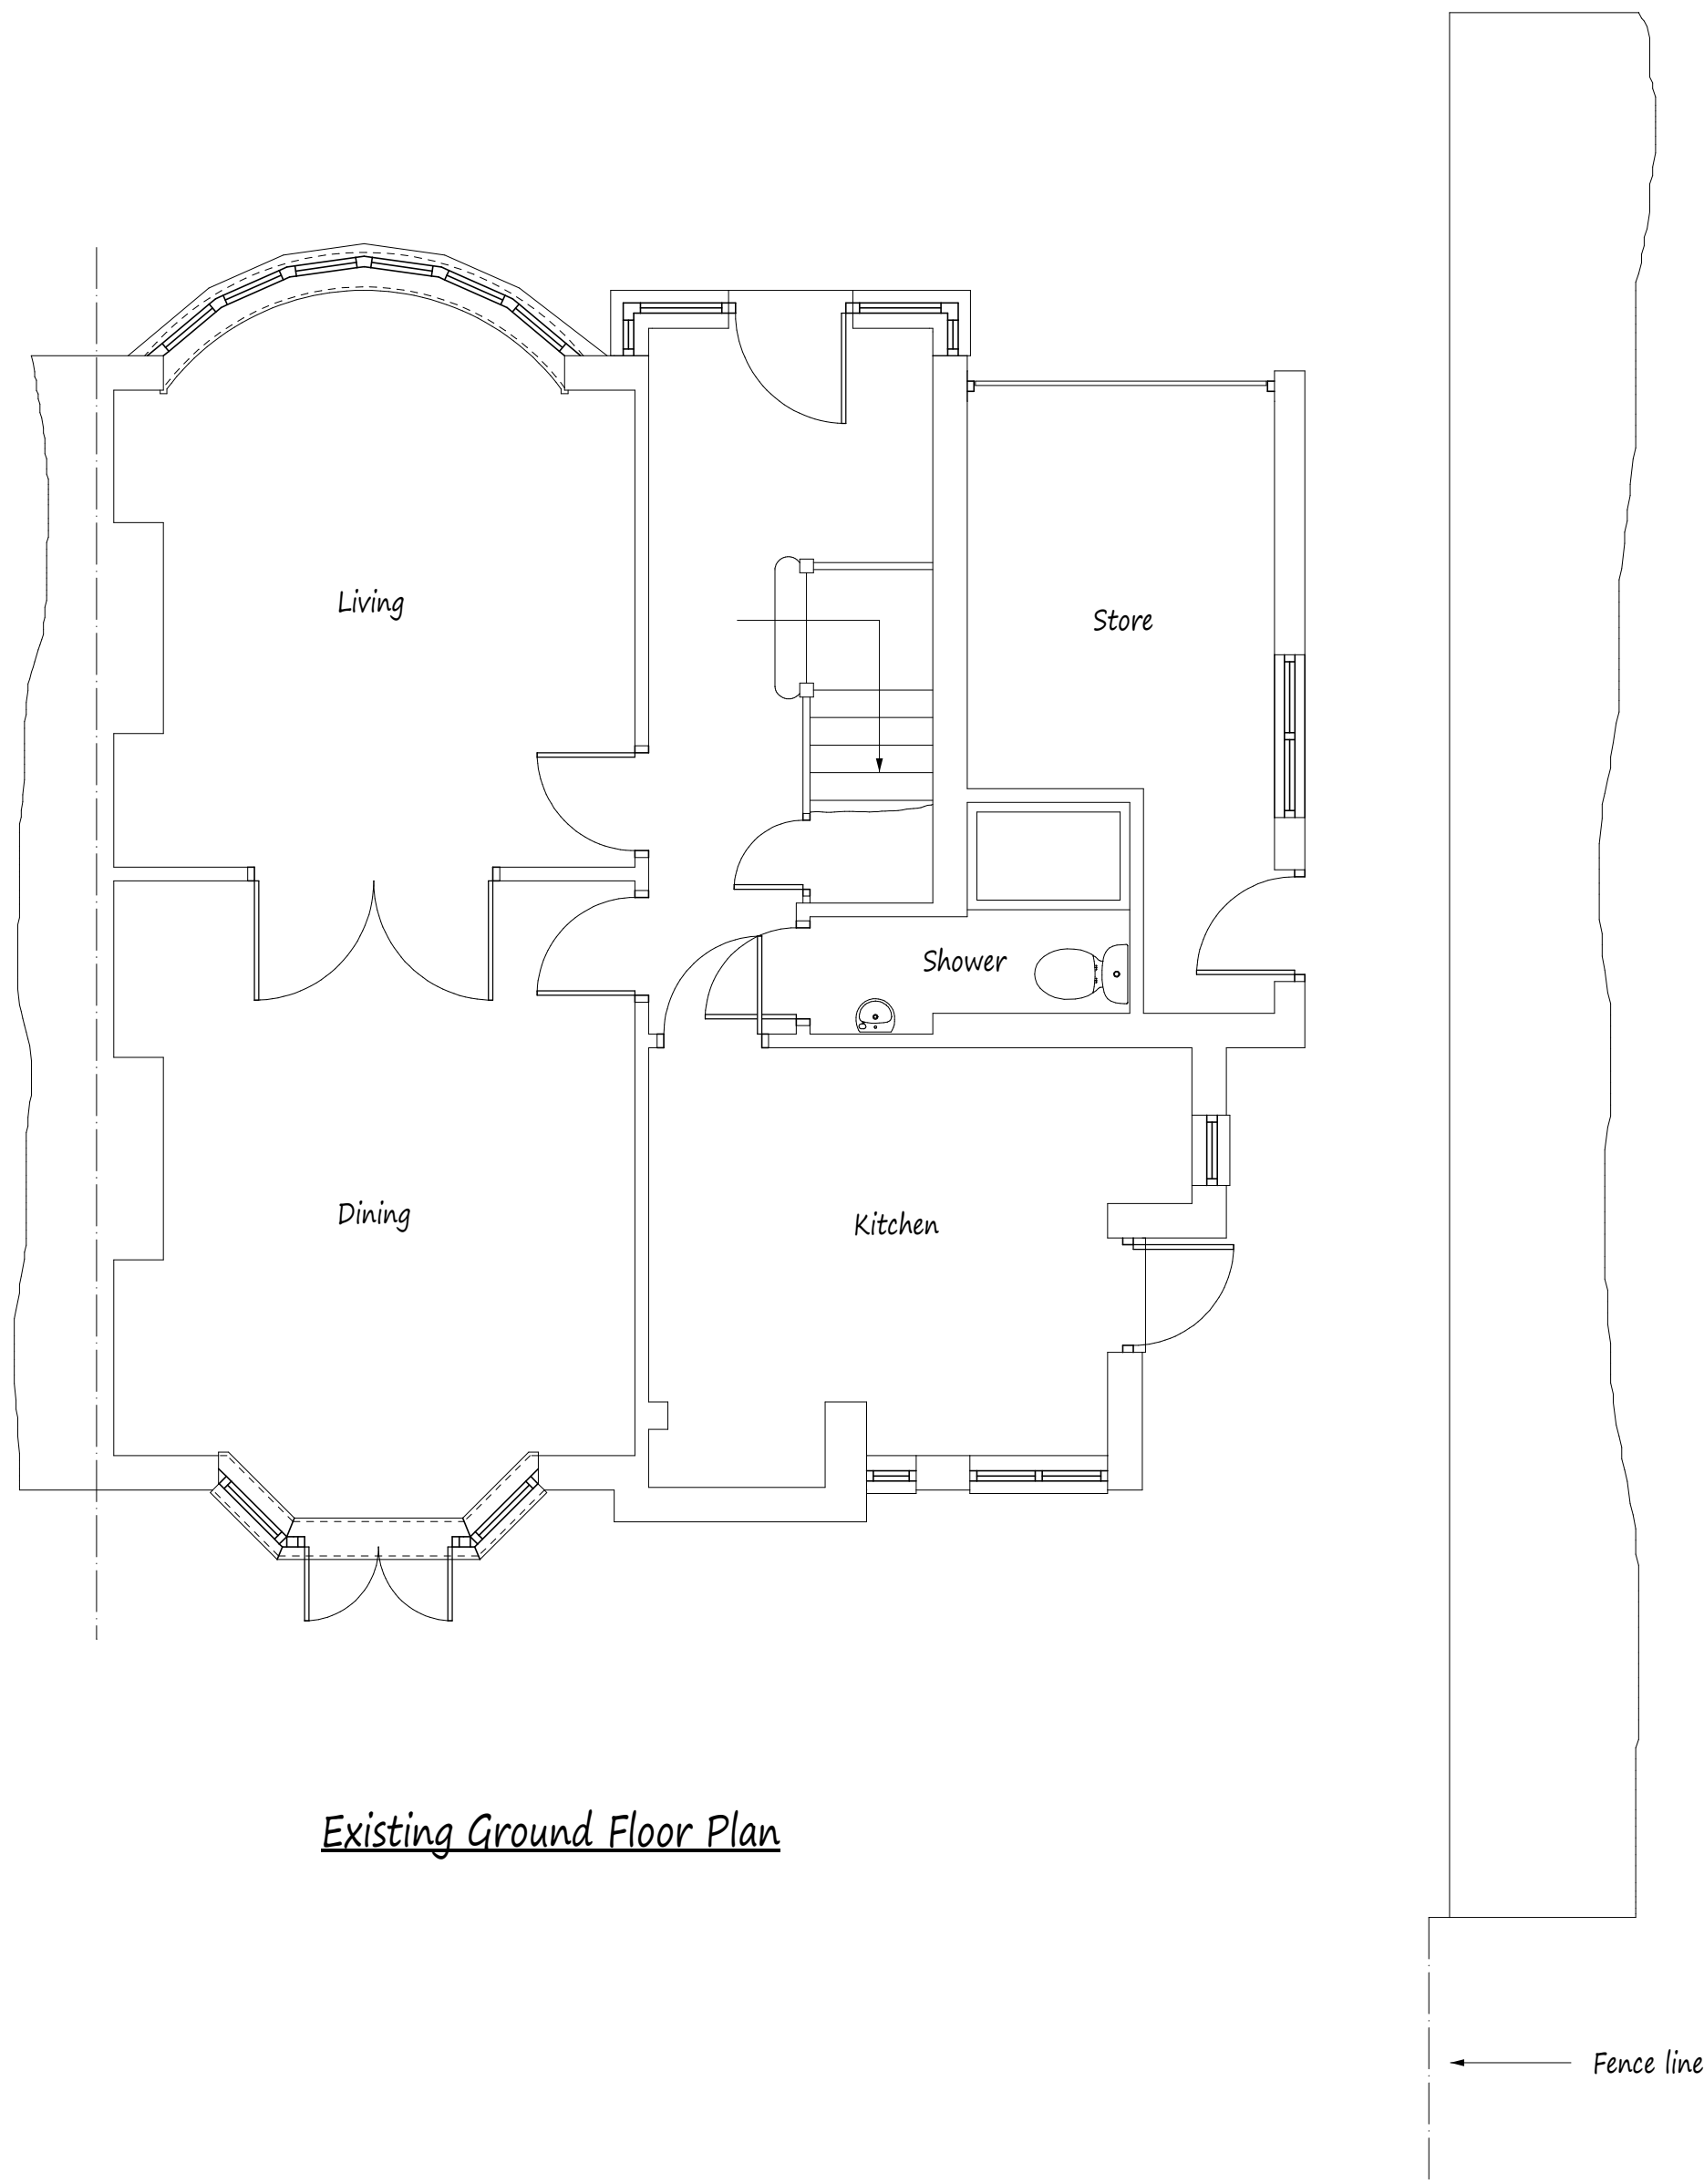 Living
Store
Shower
Dining
Kitchen
Existing Ground Floor Plan
Fence line